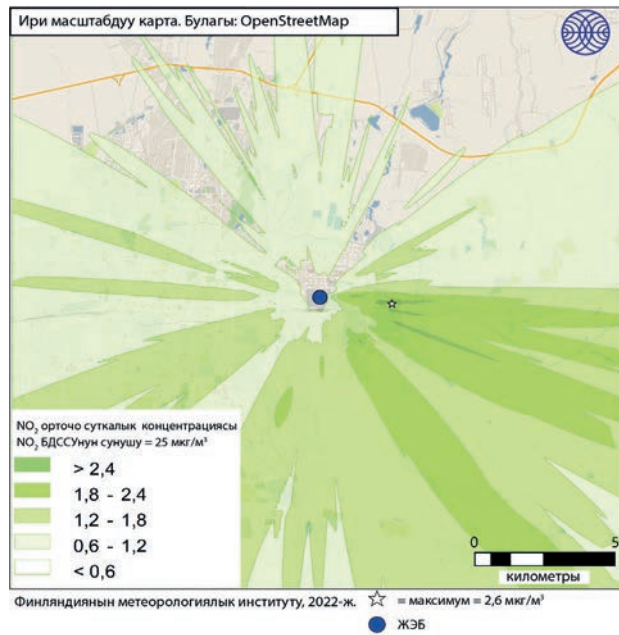 Ири масштабдуу карта. Булагы: OpenStreetMap
NO₂ орточо суткалык концентрациясы
NO₂ БДССУнун сунушу = 25 мкг/м³
> 2,4
1,8 - 2,4
1,2 - 1,8
0,6 - 1,2
< 0,6
0 5
километры
Финляндиянын метеорологиялык институту, 2022-ж.
= максимум = 2,6 мкг/м³
ЖЭБ